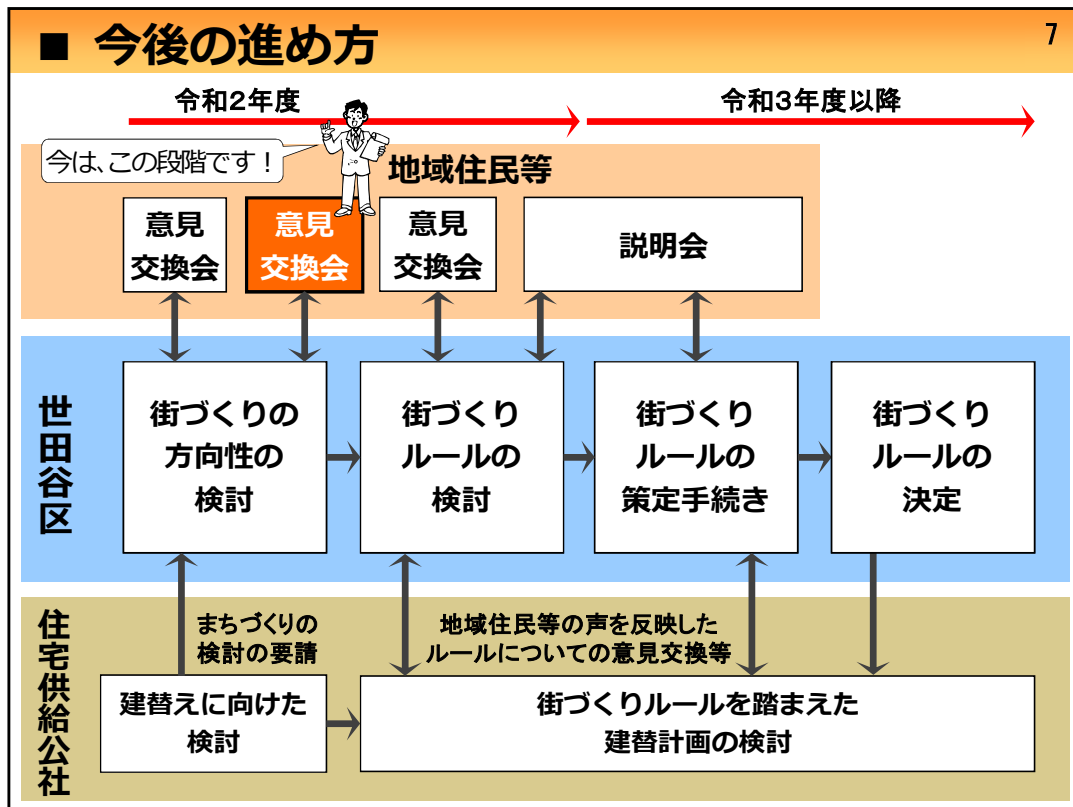 ■ 今後の進め方
7
令和2年度
令和3年度以降
今は、この段階です！
地域住民等
意見
交換会
意見
交換会
意見
交換会
説明会
世田谷区
街づくりの
方向性の
検討
街づくり
ルールの
検討
街づくり
ルールの
策定手続き
街づくり
ルールの
決定
住宅供給公社
まちづくりの
検討の要請
地域住民等の声を反映した
ルールについての意見交換等
建替えに向けた
検討
街づくりルールを踏まえた
建替計画の検討